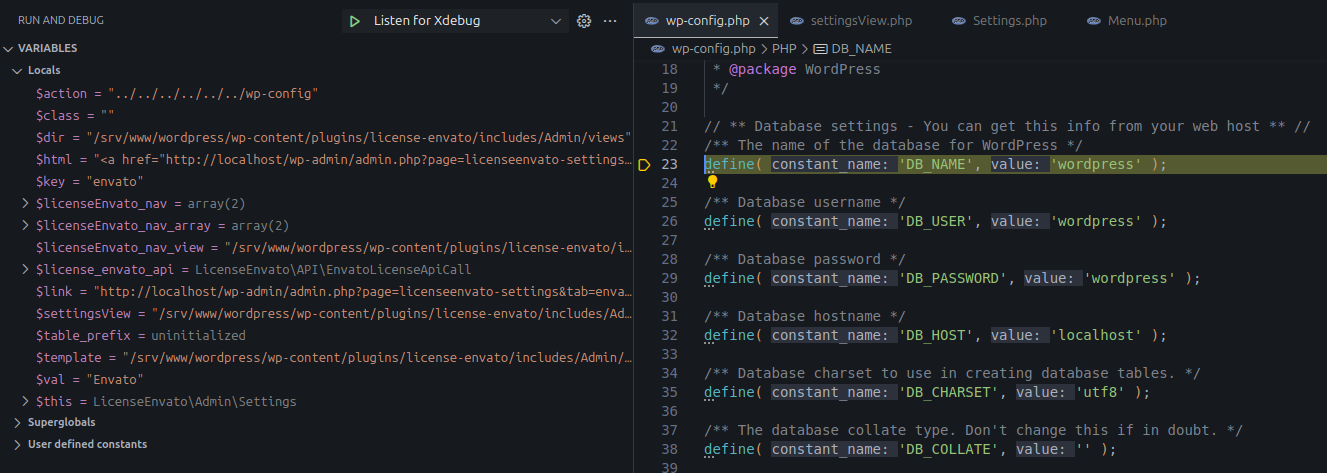 RUN AND DEBUG
Listen for Xdebug
VARIABLES
Locals
$action = "../../../../../../wp-config"
$class = ""
$dir = "/srv/www/wordpress/wp-content/plugins/license-envato/includes/Admin/views"
$html = "<a href="http://localhost/wp-admin/admin.php?page=licenseenvato-settings...
$key = "envato"
$licenseEnvato_nav = array(2)
$licenseEnvato_nav_array = array(2)
$licenseEnvato_nav_view = "/srv/www/wordpress/wp-content/plugins/license-envato/i...
$license_envato_api = LicenseEnvato\API\EnvatoLicenseApiCall
$link = "http://localhost/wp-admin/admin.php?page=licenseenvato-settings&tab=enva...
$settingsView = "/srv/www/wordpress/wp-content/plugins/license-envato/includes/Ad...
$table_prefix = uninitialized
$template = "/srv/www/wordpress/wp-content/plugins/license-envato/includes/Admin/...
$val = "Envato"
$this = LicenseEnvato\Admin\Settings
Superglobals
User defined constants
wp-config.php settingsView.php Settings.php Menu.php
wp-config.php > PHP > DB_NAME
18 * @package WordPress
19 */
20
21 // ** Database settings - You can get this info from your web host ** //
22 /** The name of the database for WordPress */
23 define( constant_name: 'DB_NAME', value: 'wordpress' );
24
25 /** Database username */
26 define( constant_name: 'DB_USER', value: 'wordpress' );
27
28 /** Database password */
29 define( constant_name: 'DB_PASSWORD', value: 'wordpress' );
30
31 /** Database hostname */
32 define( constant_name: 'DB_HOST', value: 'localhost' );
33
34 /** Database charset to use in creating database tables. */
35 define( constant_name: 'DB_CHARSET', value: 'utf8' );
36
37 /** The database collate type. Don't change this if in doubt. */
38 define( constant_name: 'DB_COLLATE', value: '' );
39